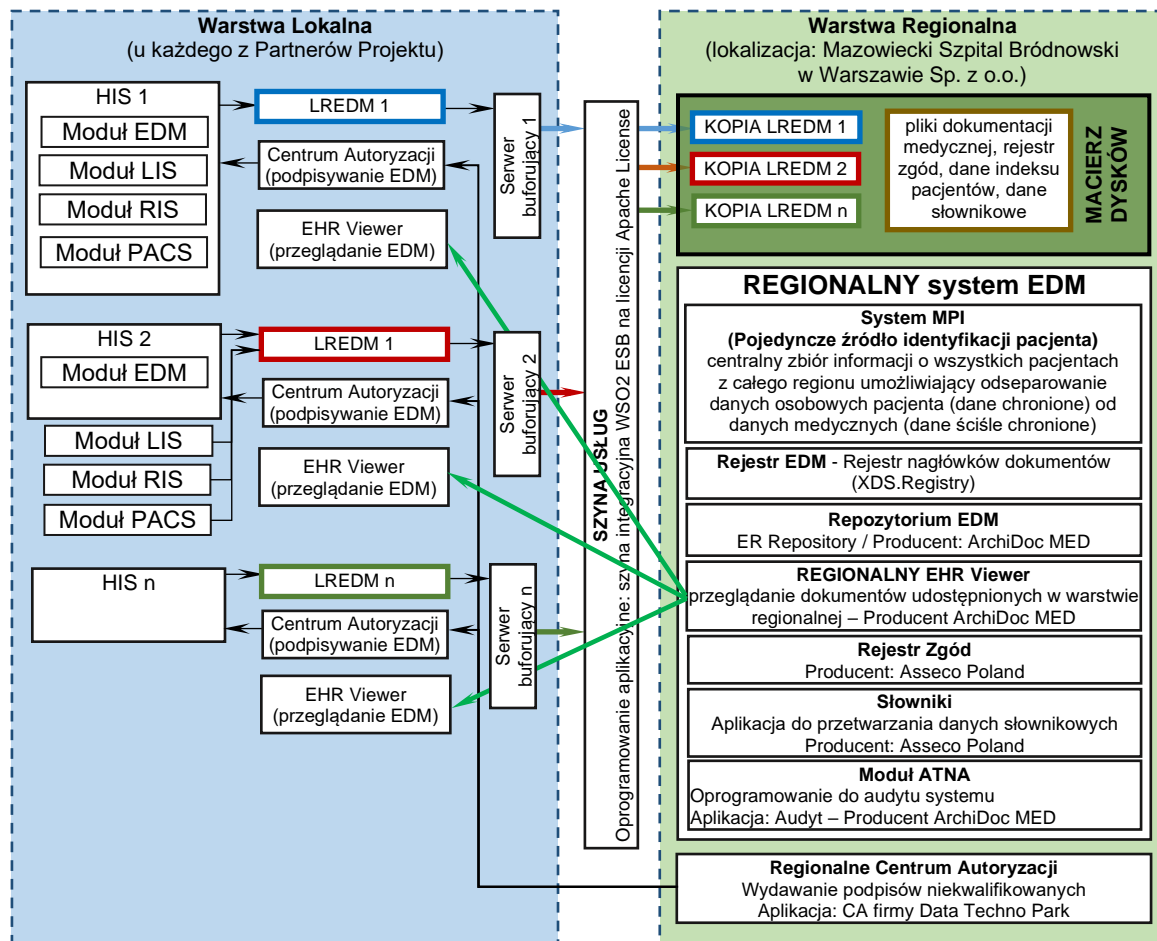 Warstwa Lokalna
(u każdego z Partnerów Projektu)
HIS 1
Moduł EDM
Moduł LIS
Moduł RIS
Moduł PACS
LREDM 1
Centrum Autoryzacji
(podpisywanie EDM)
EHR Viewer
(przeglądanie EDM)
Serwer
buforujący 1
HIS 2
Moduł EDM
Moduł LIS
Moduł RIS
Moduł PACS
LREDM 1
Centrum Autoryzacji
(podpisywanie EDM)
EHR Viewer
(przeglądanie EDM)
Serwer
buforujący 2
HIS n
LREDM n
Centrum Autoryzacji
(podpisywanie EDM)
EHR Viewer
(przeglądanie EDM)
Serwer
buforujący n
SZYNA USŁUG
Oprogramowanie aplikacyjne: szyna integracyjna WSO2 ESB na licencji Apache License
Warstwa Regionalna
(lokalizacja: Mazowiecki Szpital Bródnowski
w Warszawie Sp. z o.o.)
KOPIA LREDM 1
KOPIA LREDM 2
KOPIA LREDM n
pliki dokumentacji
medycznej, rejestr
zgód, dane indeksu
pacjentów, dane
słownikowe
MACIERZ
DYSKÓW
REGIONALNY system EDM
System MPI
(Pojedyncze źródło identyfikacji pacjenta)
centralny zbiór informacji o wszystkich pacjentach
z całego regionu umożliwiający odseparowanie
danych osobowych pacjenta (dane chronione) od
danych medycznych (dane ściśle chronione)
Rejestr EDM - Rejestr nagłówków dokumentów
(XDS.Registry)
Repozytorium EDM
ER Repository / Producent: ArchiDoc MED
REGIONALNY EHR Viewer
przeglądanie dokumentów udostępnionych w warstwie
regionalnej – Producent ArchiDoc MED
Rejestr Zgód
Producent: Asseco Poland
Słowniki
Aplikacja do przetwarzania danych słownikowych
Producent: Asseco Poland
Moduł ATNA
Oprogramowanie do audytu systemu
Aplikacja: Audyt – Producent ArchiDoc MED
Regionalne Centrum Autoryzacji
Wydawanie podpisów niekwalifikowanych
Aplikacja: CA firmy Data Techno Park